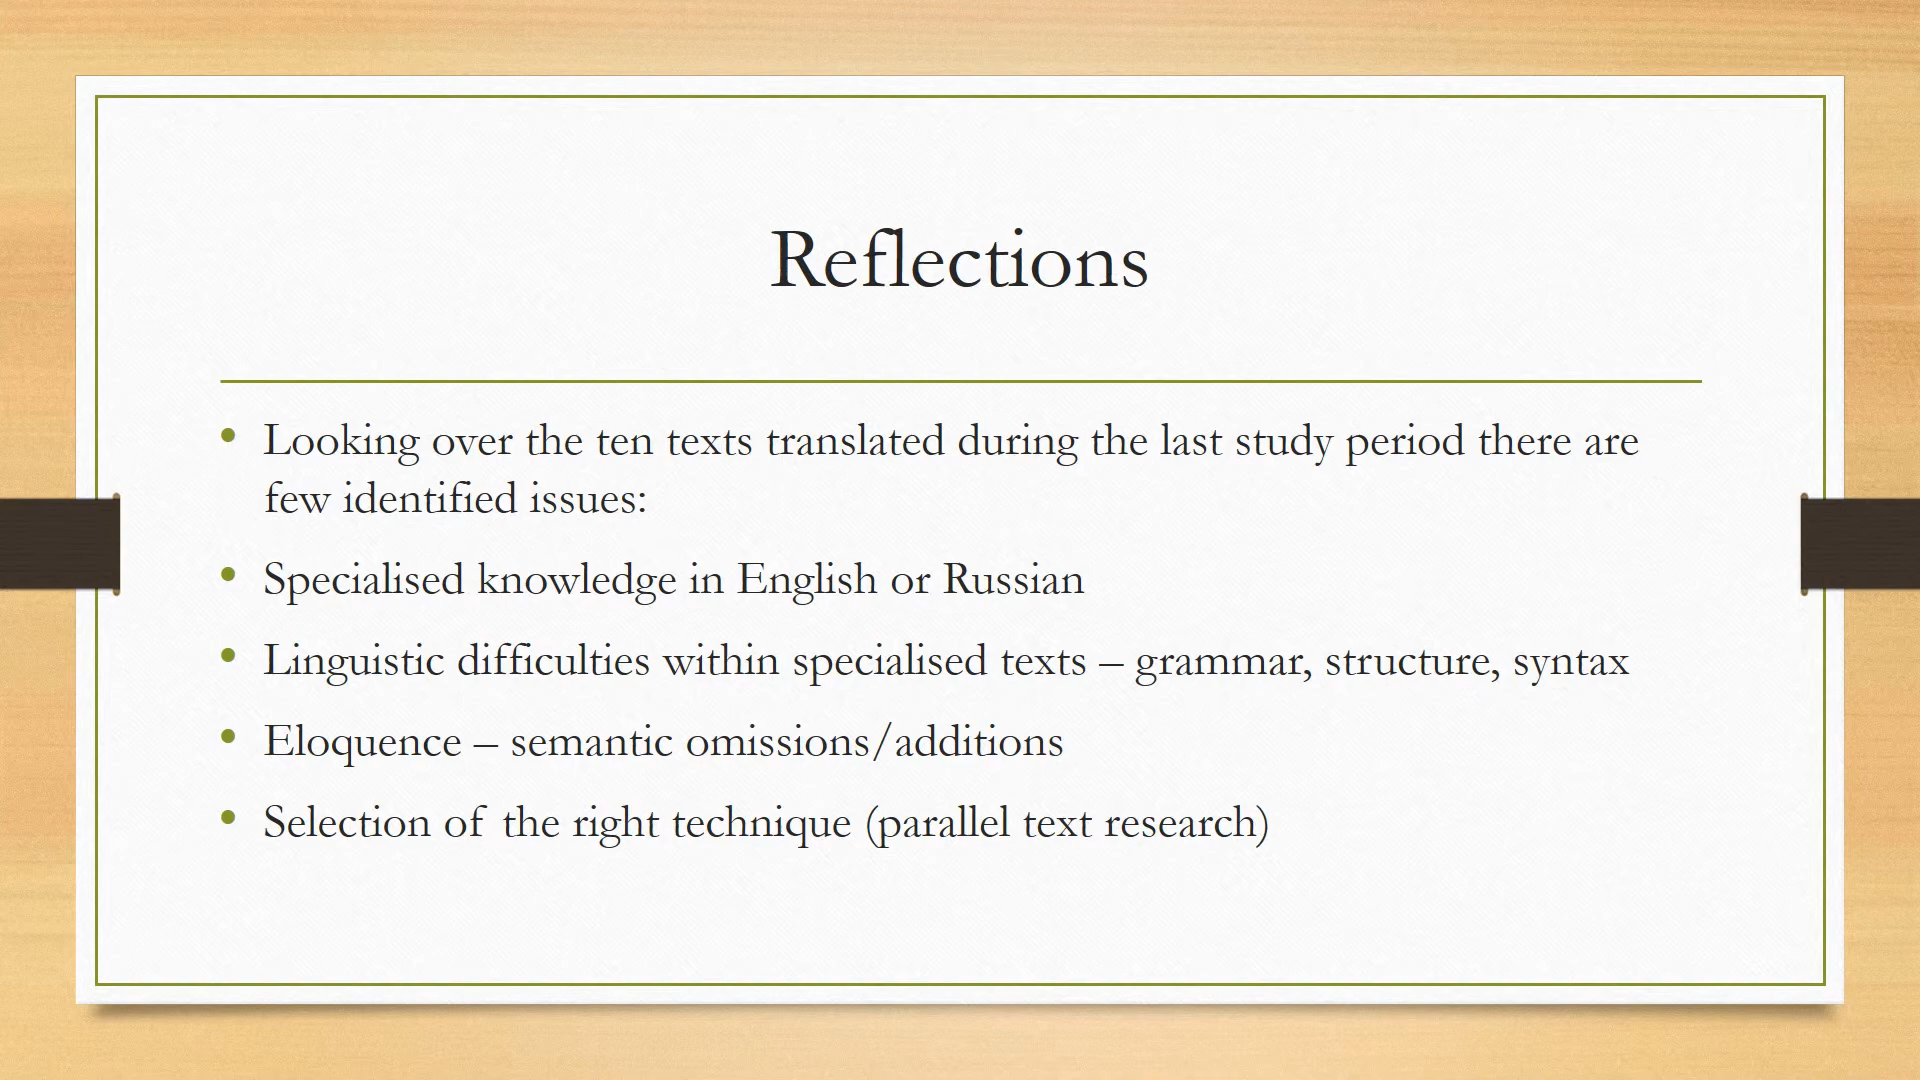 Reflections
• Looking over the ten texts translated during the last study period there are
few identified issues:
• Specialised knowledge in English or Russian
• Linguistic difficulties within specialised texts – grammar, structure, syntax
• Eloquence – semantic omissions/additions
• Selection of the right technique (parallel text research)